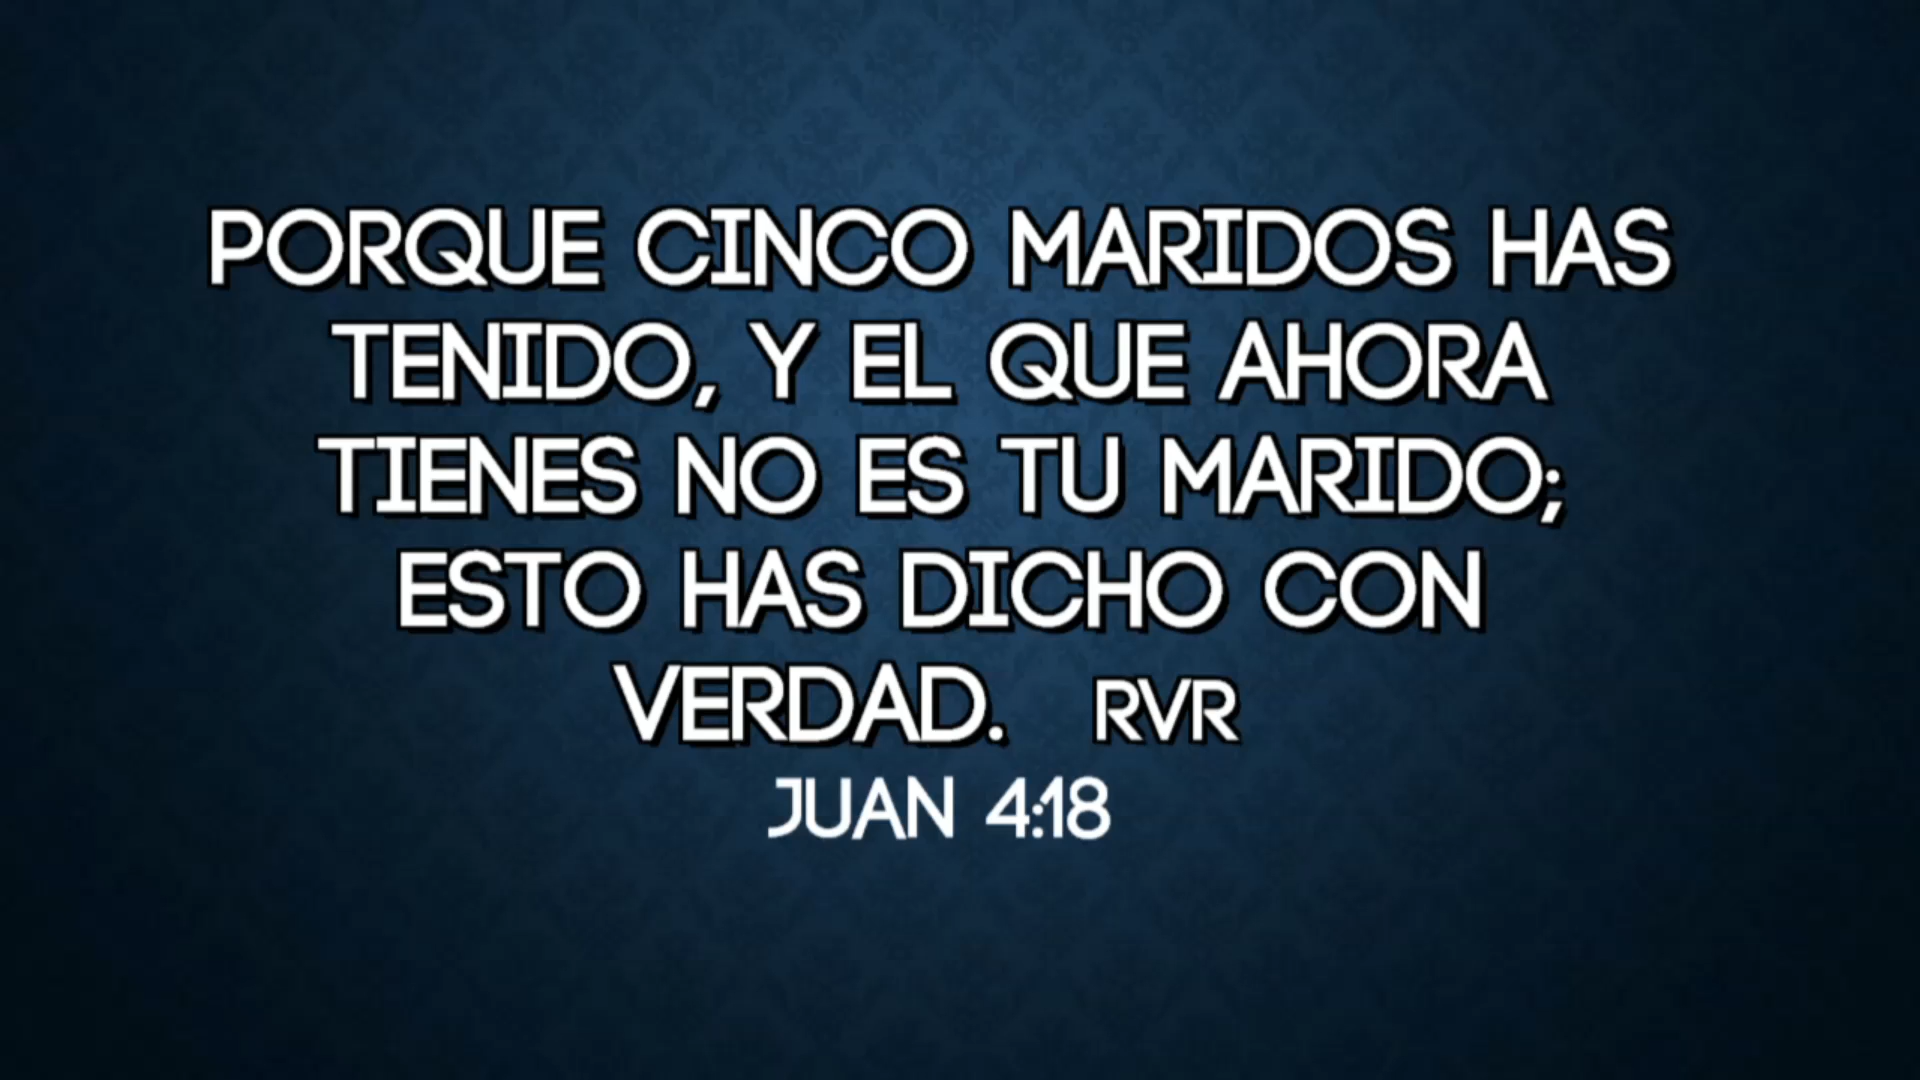 PORQUE CINCO MARIDOS HAS
TENIDO, Y EL QUE AHORA
TIENES NO ES TU MARIDO;
ESTO HAS DICHO CON
VERDAD. RVR
JUAN 4:18